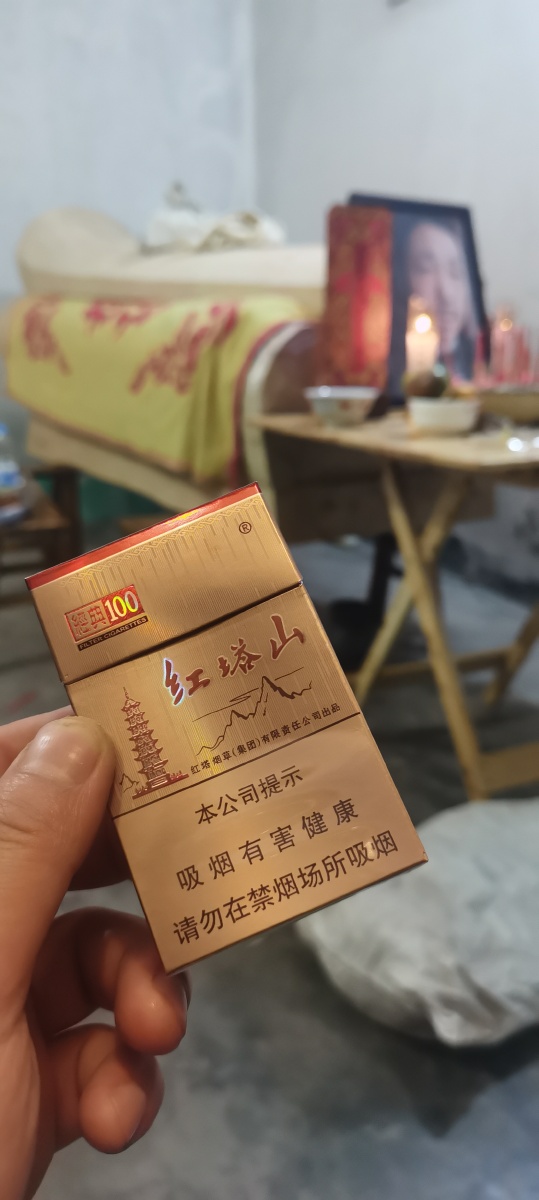 ®
經典100
FILTER CIGARETTES
红塔山
红塔烟草(集团)有限责任公司出品
本公司提示
吸烟有害健康
请勿在禁烟场所吸烟